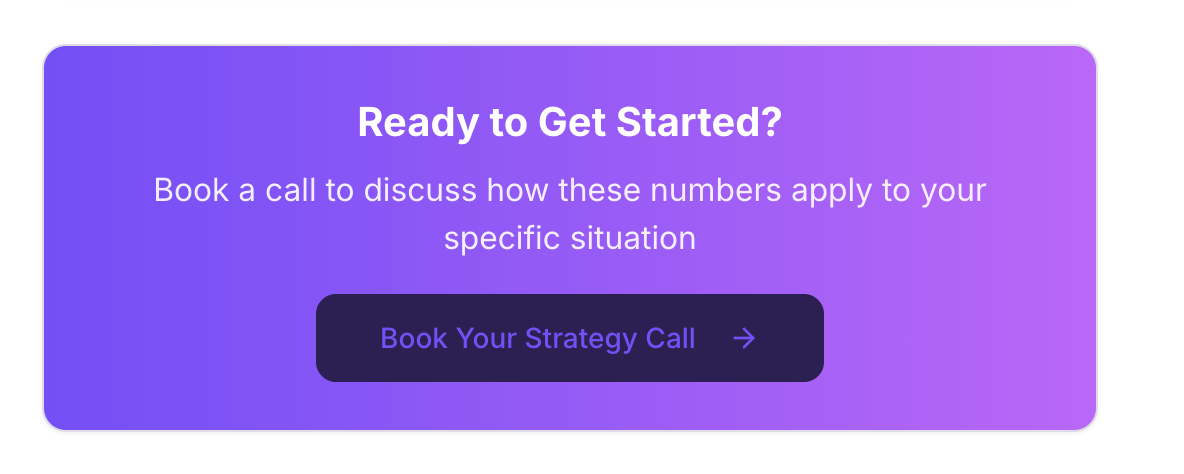 Ready to Get Started?
Book a call to discuss how these numbers apply to your
specific situation
Book Your Strategy Call →